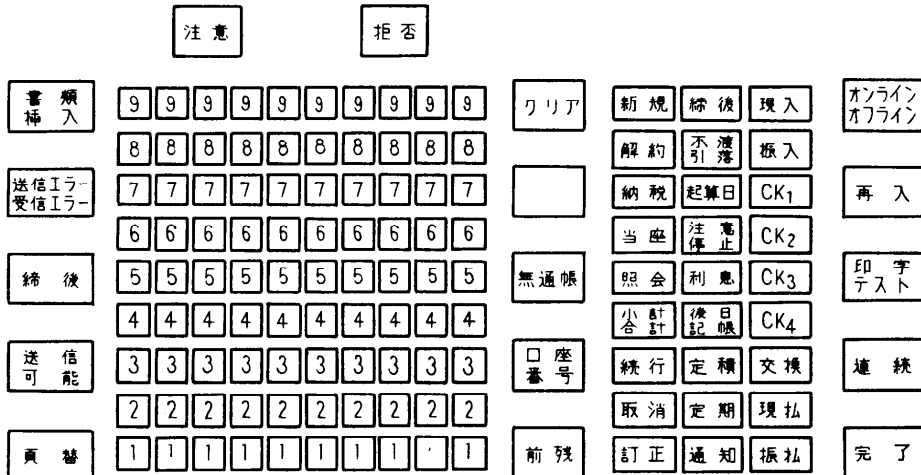 注意 拒否
書類挿入 9 9 9 9 9 9 9 9 9 9 クリア 新規 締後 現入 オンライン オフライン
8 8 8 8 8 8 8 8 8 8 解約 不渡引落 振入
送信エラー 受信エラー 7 7 7 7 7 7 7 7 7 7 納税 起算日 CK1 再入
6 6 6 6 6 6 6 6 6 6 当座 注意停止 CK2
締後 5 5 5 5 5 5 5 5 5 5 無通帳 照会 利息 CK3 印字テスト
4 4 4 4 4 4 4 4 4 4 小計合計 後日記帳 CK4
送信可能 3 3 3 3 3 3 3 3 3 3 口座番号 続行 定積 交換 連続
2 2 2 2 2 2 2 2 2 2 取消 定期 現払
頁替 1 1 1 1 1 1 1 1 1 前残 訂正 通知 振払 完了